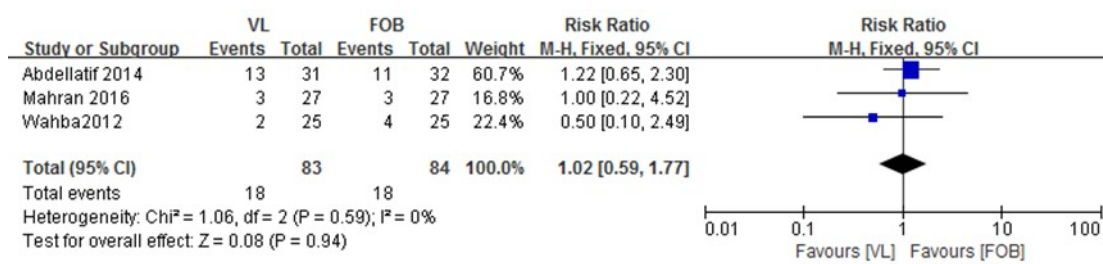 VL FOB Risk Ratio Risk Ratio
Study or Subgroup Events Total Events Total Weight M-H, Fixed, 95% CI M-H, Fixed, 95% CI
Abdellatif 2014 13 31 11 32 60.7% 1.22 [0.65, 2.30]
Mahran 2016 3 27 3 27 16.8% 1.00 [0.22, 4.52]
Wahba2012 2 25 4 25 22.4% 0.50 [0.10, 2.49]
Total (95% CI) 83 84 100.0% 1.02 [0.59, 1.77]
Total events 18 18
Heterogeneity: Chi² = 1.06, df = 2 (P = 0.59); I² = 0%
Test for overall effect: Z = 0.08 (P = 0.94)
0.01 0.1 1 10 100
Favours [VL] Favours [FOB]